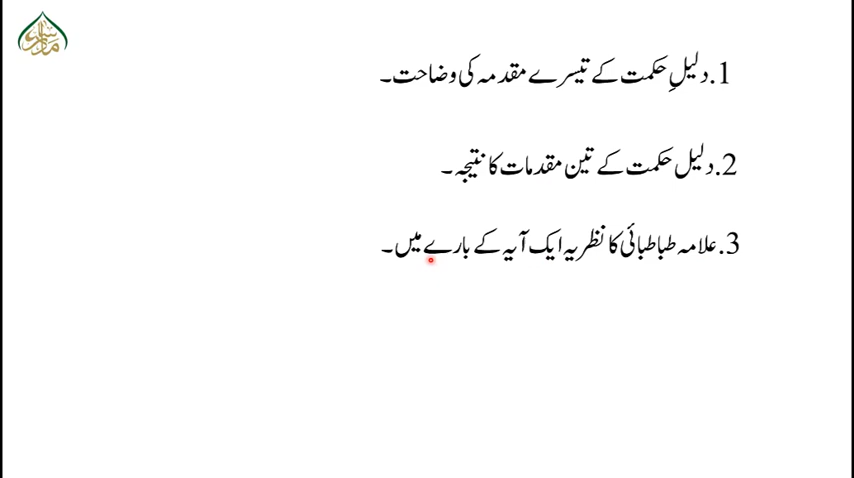 1. دلیلِ حکمت کے تیسرے مقدمہ کی وضاحت۔
2. دلیل حکمت کے تین مقدمات کا نتیجہ۔
3. علامہ طباطبائی کا نظریہ ایک آیہ کے بارے میں۔